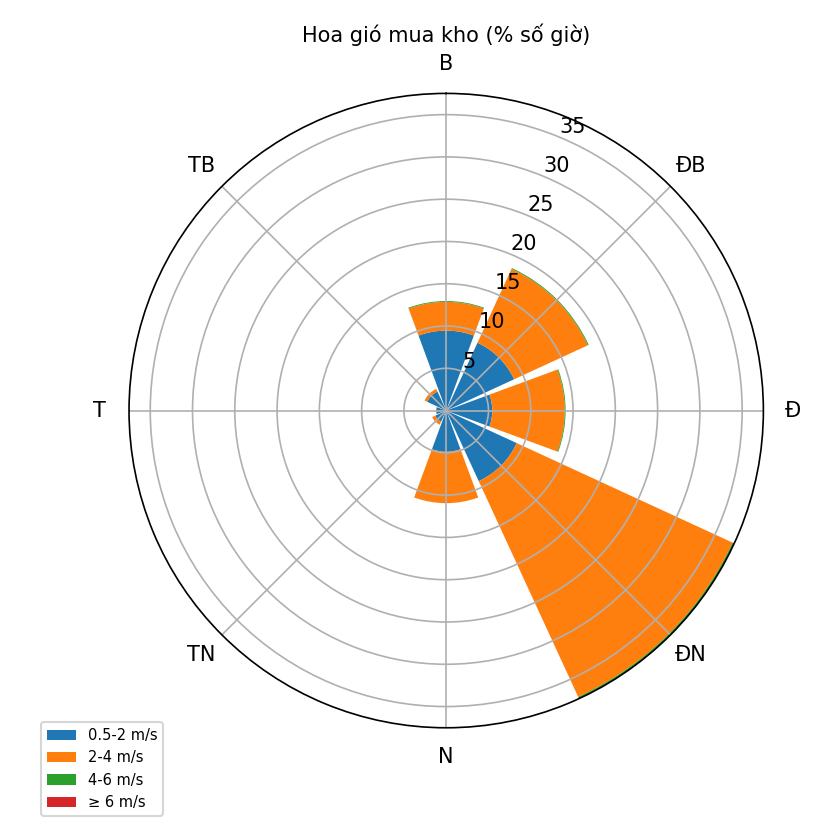 Hoa gió mua kho (% số giờ)
B
35
TB
30
ĐB
25
20
15
10
5
T
Đ
TN
ĐN
N
0.5-2 m/s
2-4 m/s
4-6 m/s
≥ 6 m/s